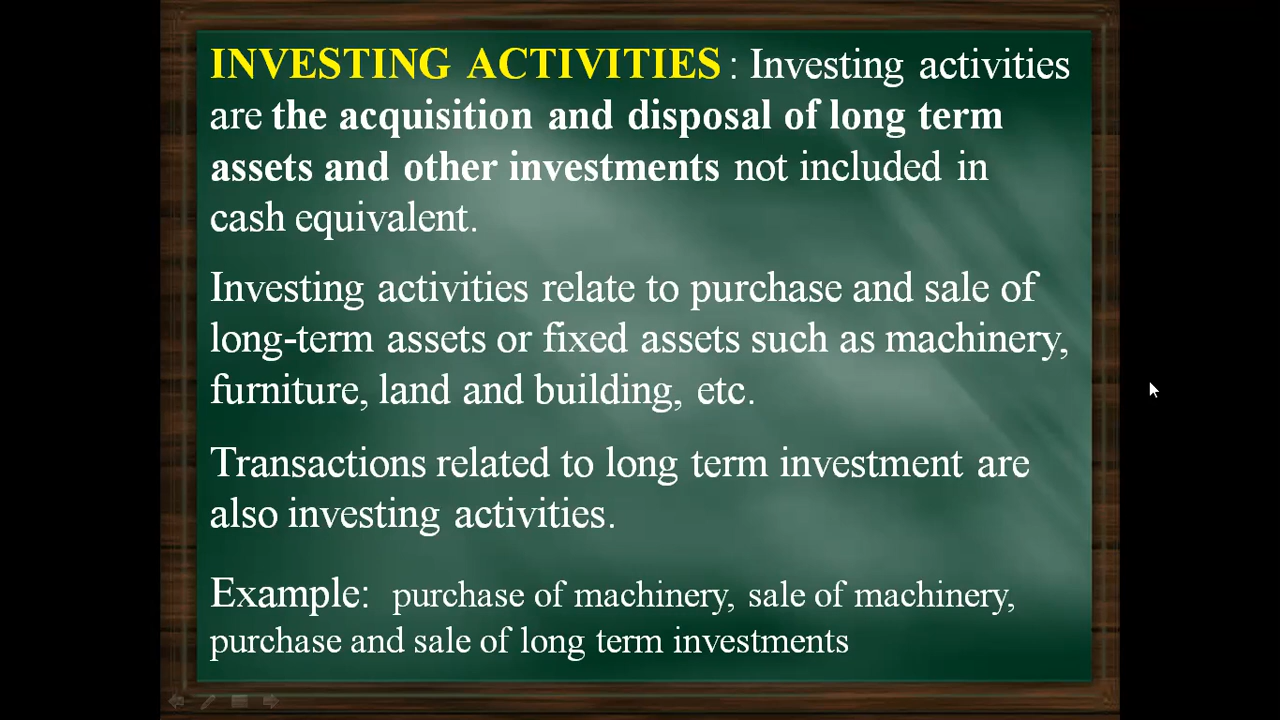 INVESTING ACTIVITIES : Investing activities
are the acquisition and disposal of long term
assets and other investments not included in
cash equivalent.
Investing activities relate to purchase and sale of
long-term assets or fixed assets such as machinery,
furniture, land and building, etc.
Transactions related to long term investment are
also investing activities.
Example: purchase of machinery, sale of machinery,
purchase and sale of long term investments